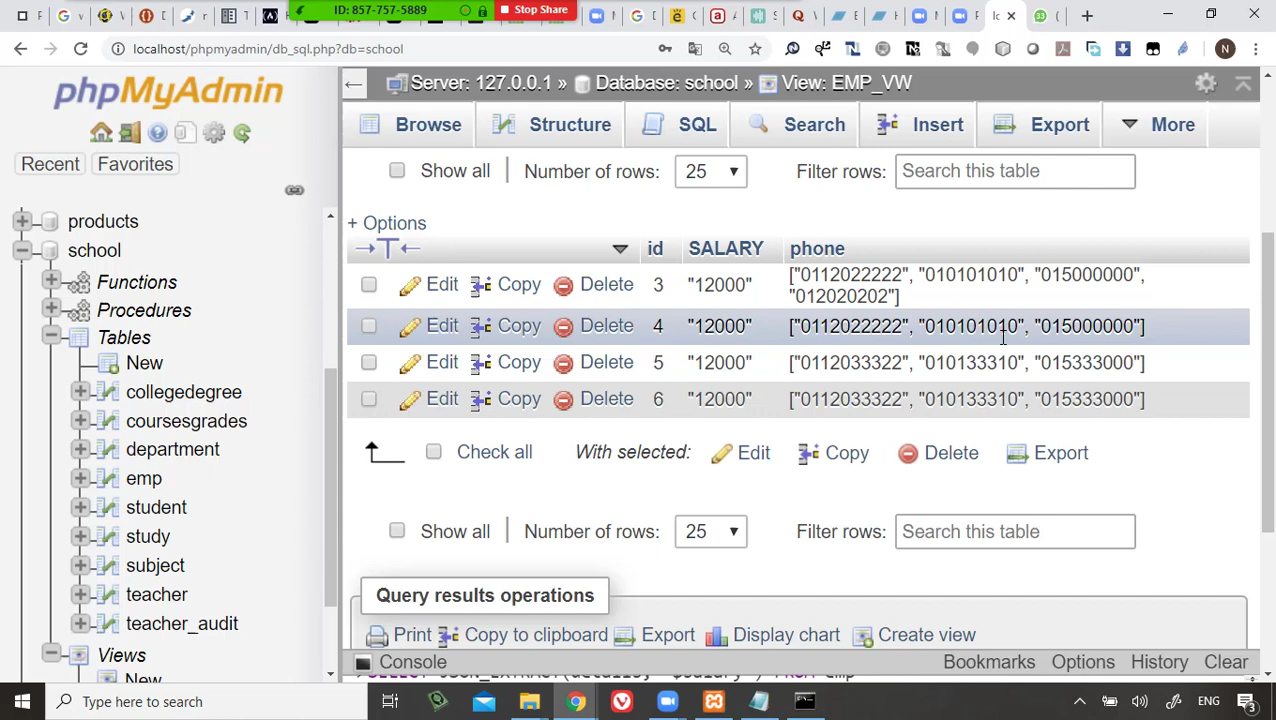 ID: 857-757-5889
Stop Share
localhost/phpmyadmin/db_sql.php?db=school
N
phpMyAdmin
Recent
Favorites
products
school
Functions
Procedures
Tables
New
collegedegree
coursesgrades
department
emp
student
study
subject
teacher
teacher_audit
Views
New
Server: 127.0.0.1 » Database: school » View: EMP_VW
Browse
Structure
SQL
Search
Insert
Export
More
Show all
Number of rows: 25
Filter rows: Search this table
+ Options
id SALARY phone
Edit Copy Delete 3 "12000" ["0112022222", "010101010", "015000000",
"012020202"]
Edit Copy Delete 4 "12000" ["0112022222", "010101010", "015000000"]
Edit Copy Delete 5 "12000" ["0112033322", "010133310", "015333000"]
Edit Copy Delete 6 "12000" ["0112033322", "010133310", "015333000"]
Check all With selected: Edit Copy Delete Export
Show all
Number of rows: 25
Filter rows: Search this table
Query results operations
Print Copy to clipboard Export Display chart Create view
Console
Bookmarks Options History Clear
Type here to search
ENG
3